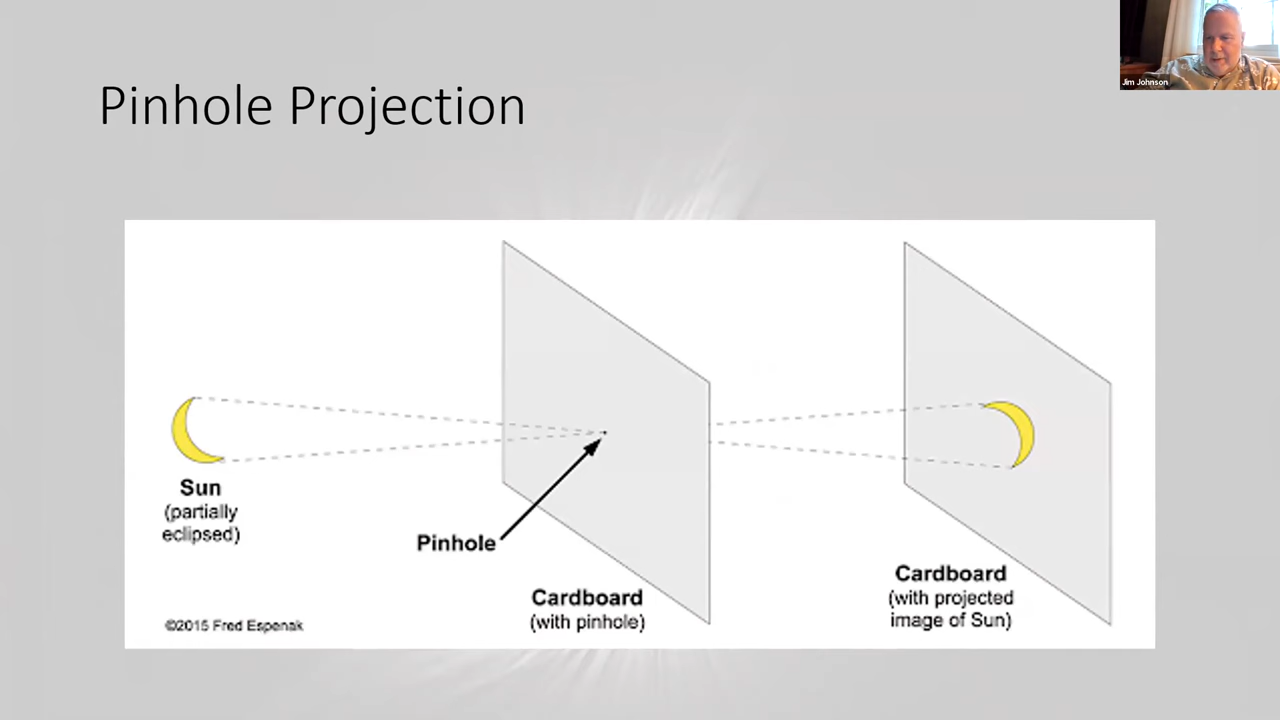 Jim Johnson
Pinhole Projection
Sun
(partially
eclipsed)
Pinhole
Cardboard
(with pinhole)
Cardboard
(with projected
image of Sun)
©2015 Fred Espenak